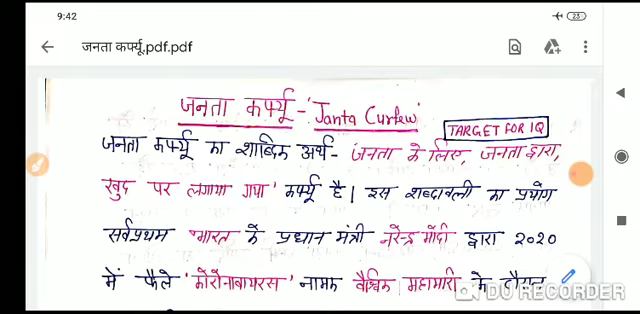 9:42
23
जनता कर्फ्यू.pdf.pdf
जनता कर्फ्यू - 'Janta Curfew'
TARGET FOR IQ
जनता कर्फ्यू का शाब्दिक अर्थ - जनता के लिए, जनता द्वारा,
खुद पर लगाया गया' कर्फ्यू है। इस शब्दावली का प्रयोग
सर्वप्रथम भारत के प्रधान मंत्री नरेन्द्र मोदी द्वारा 2020
में फैले 'कोरोनावायरस' नामक वैश्विक महामारी के दौरान
DU RECORDER